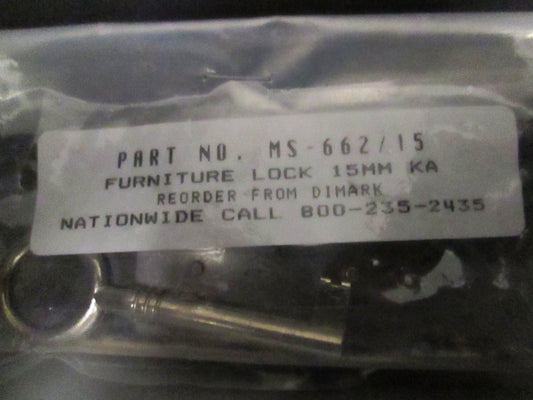 PART NO. MS-662/15
FURNITURE LOCK 15MM KA
REORDER FROM DIMARK
NATIONWIDE CALL 800-235-2435